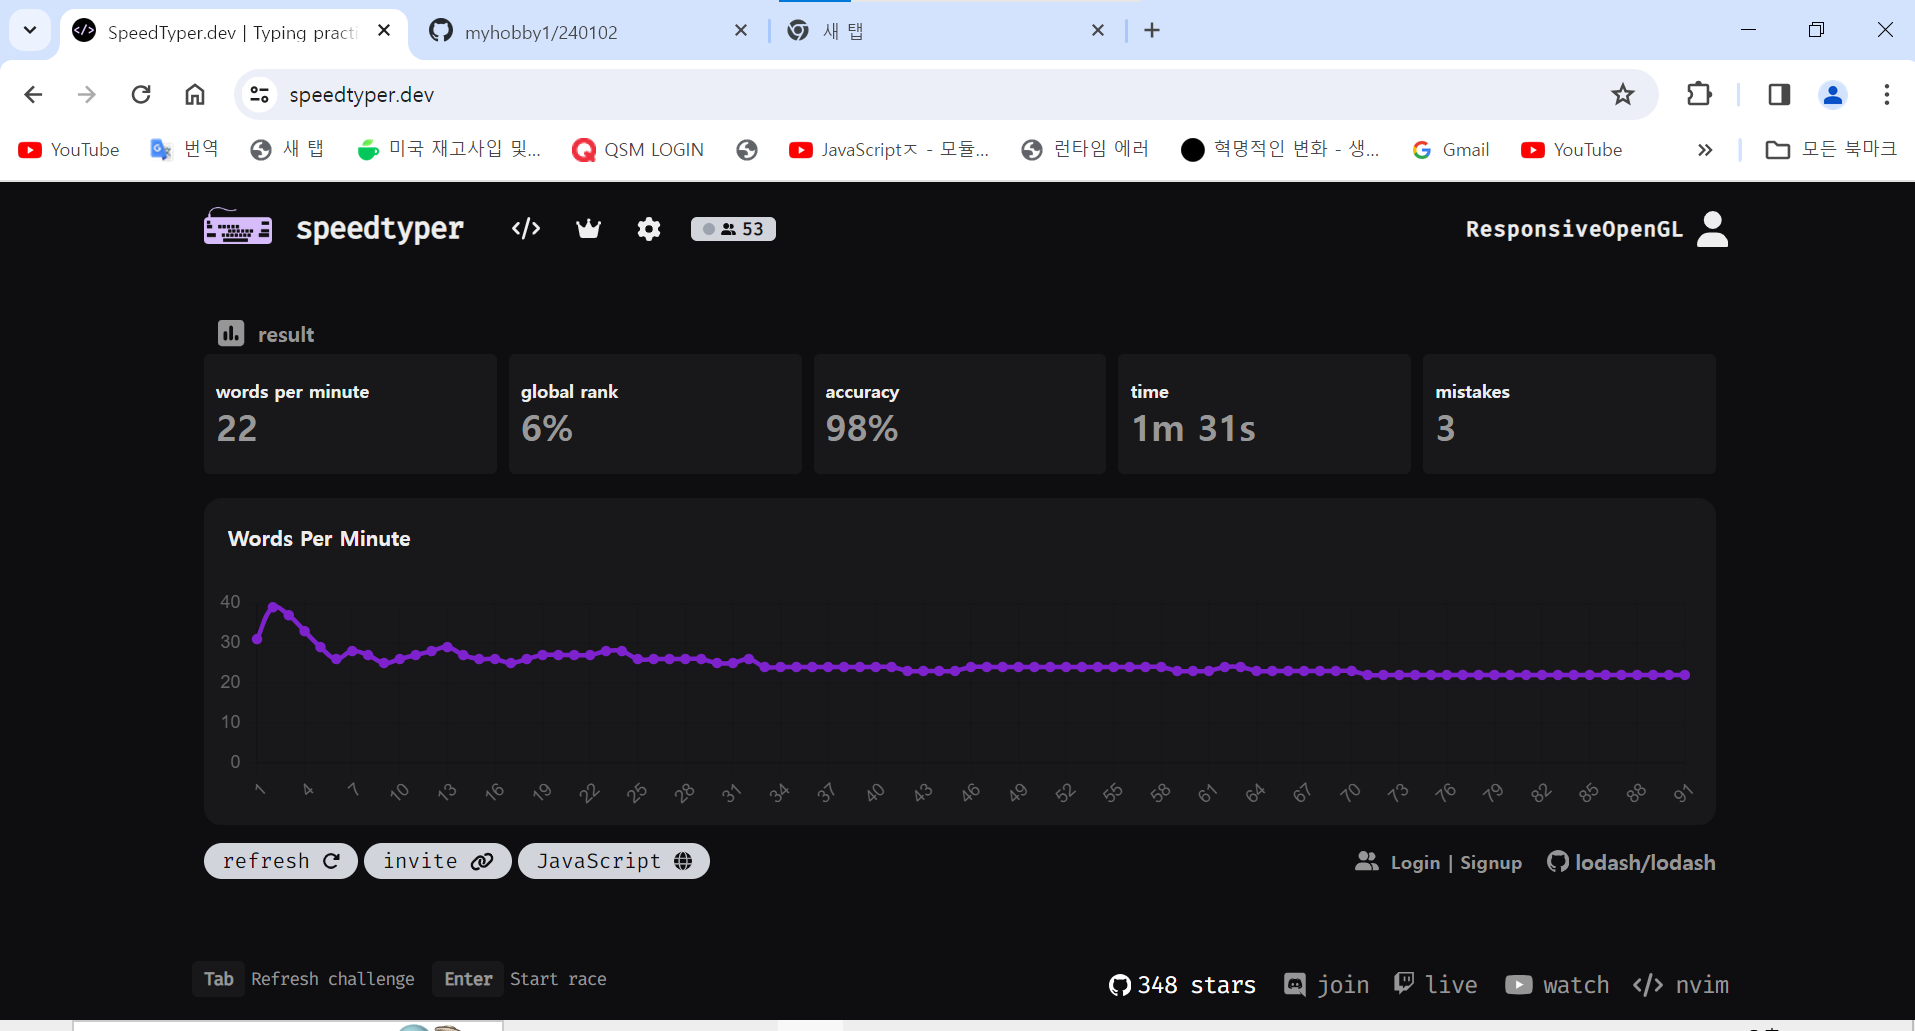 SpeedTyper.dev | Typing practi
myhobby1/240102
새 탭
speedtyper.dev
YouTube
번역
새 탭
미국 재고사입 및...
QSM LOGIN
JavaScriptㅈ - 모듈...
런타임 에러
혁명적인 변화 - 생...
Gmail
YouTube
모든 북마크
speedtyper
53
ResponsiveOpenGL
result
words per minute
22
global rank
6%
accuracy
98%
time
1m 31s
mistakes
3
Words Per Minute
40
30
20
10
0
1 4 7 10 13 16 19 22 25 28 31 34 37 40 43 46 49 52 55 58 61 64 67 70 73 76 79 82 85 88 91
refresh
invite
JavaScript
Login | Signup
lodash/lodash
Tab Refresh challenge
Enter Start race
348 stars
join
live
watch
nvim